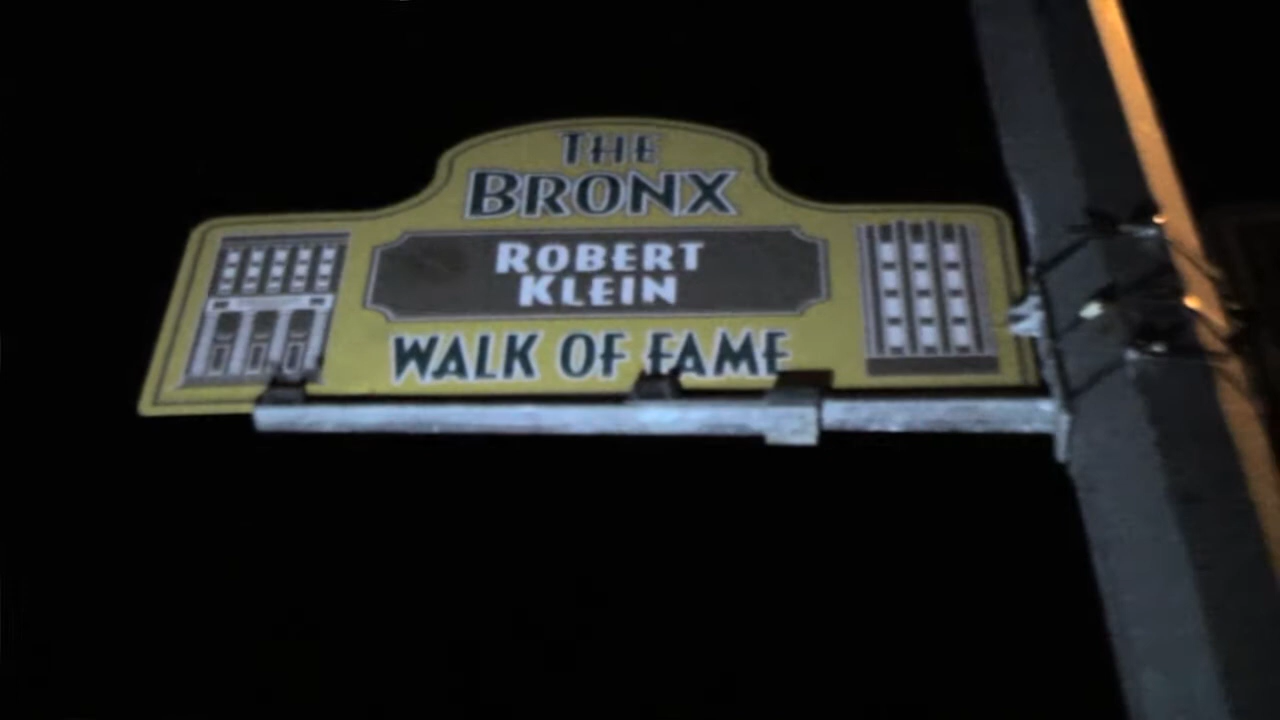 THE
BRONX
ROBERT
KLEIN
WALK OF FAME